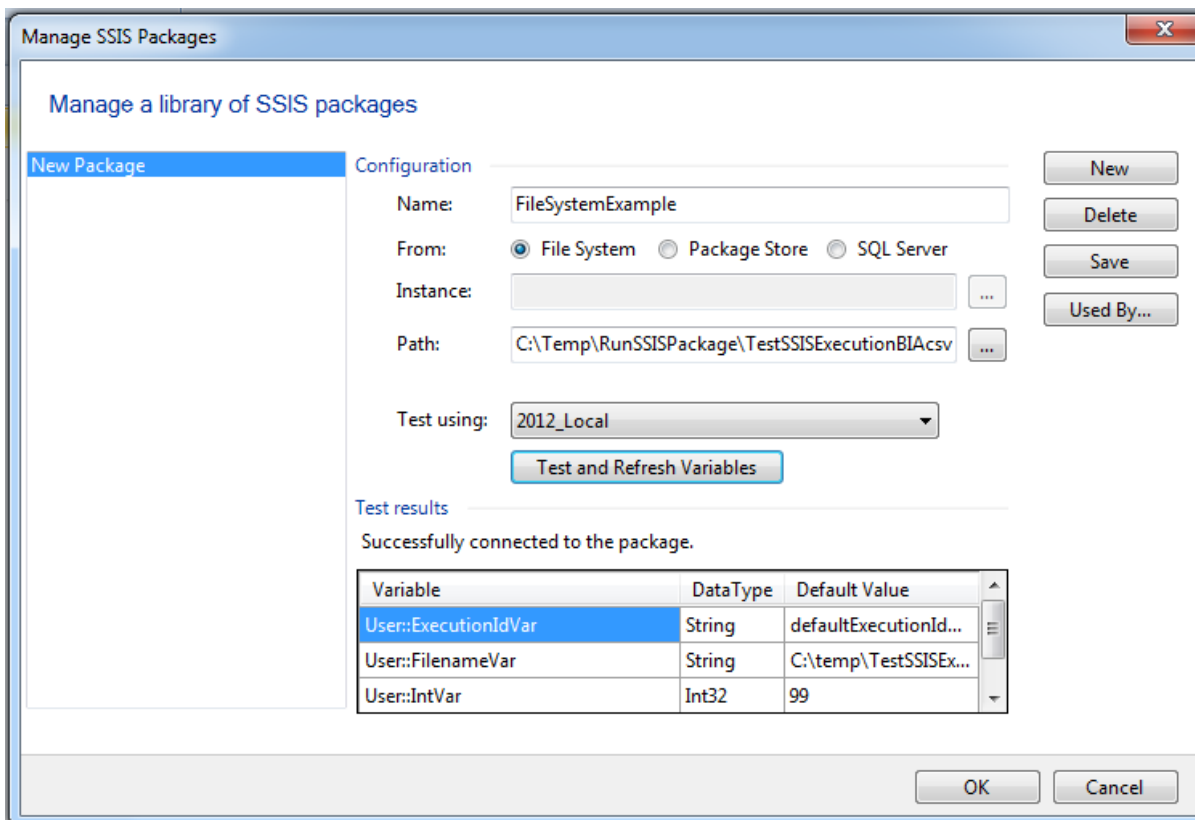 Manage SSIS Packages
Manage a library of SSIS packages
New Package
Configuration
Name: FileSystemExample
From: File System Package Store SQL Server
Instance: ...
Path: C:\Temp\RunSSISPackage\TestSSISExecutionBIAcsv ...
Test using: 2012_Local
Test and Refresh Variables
Test results
Successfully connected to the package.
Variable DataType Default Value
User::ExecutionIdVar String defaultExecutionId...
User::FilenameVar String C:\temp\TestSSISEx...
User::IntVar Int32 99
New
Delete
Save
Used By...
OK Cancel